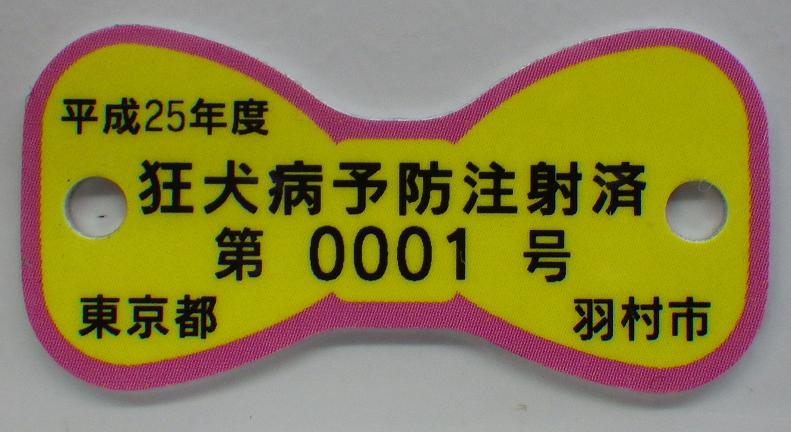 平成25年度
狂犬病予防注射済
第 0001 号
東京都 羽村市